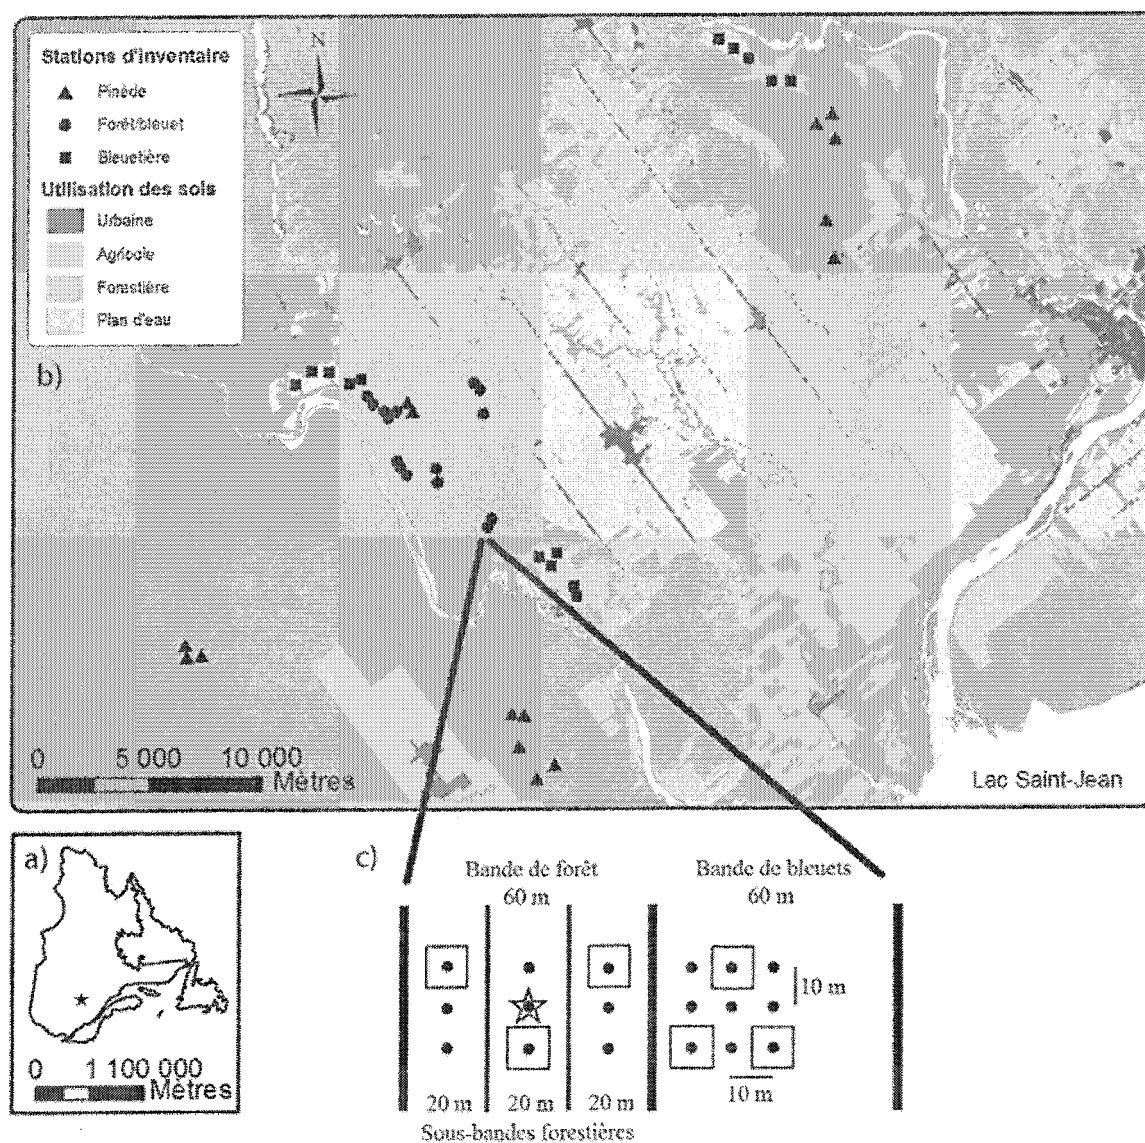 Stations d'inventaire
Pinède
Forêt/bleuet
Bleuetière
Utilisation des sols
Urbaine
Agricole
Forestière
Plan d'eau
N
b)
0 5 000 10 000
Mètres
Lac Saint-Jean
a)
0 1 100 000
Mètres
c)
Bande de forêt
60 m
Bande de bleuets
60 m
10 m
10 m
20 m 20 m 20 m
Sous-bandes forestières